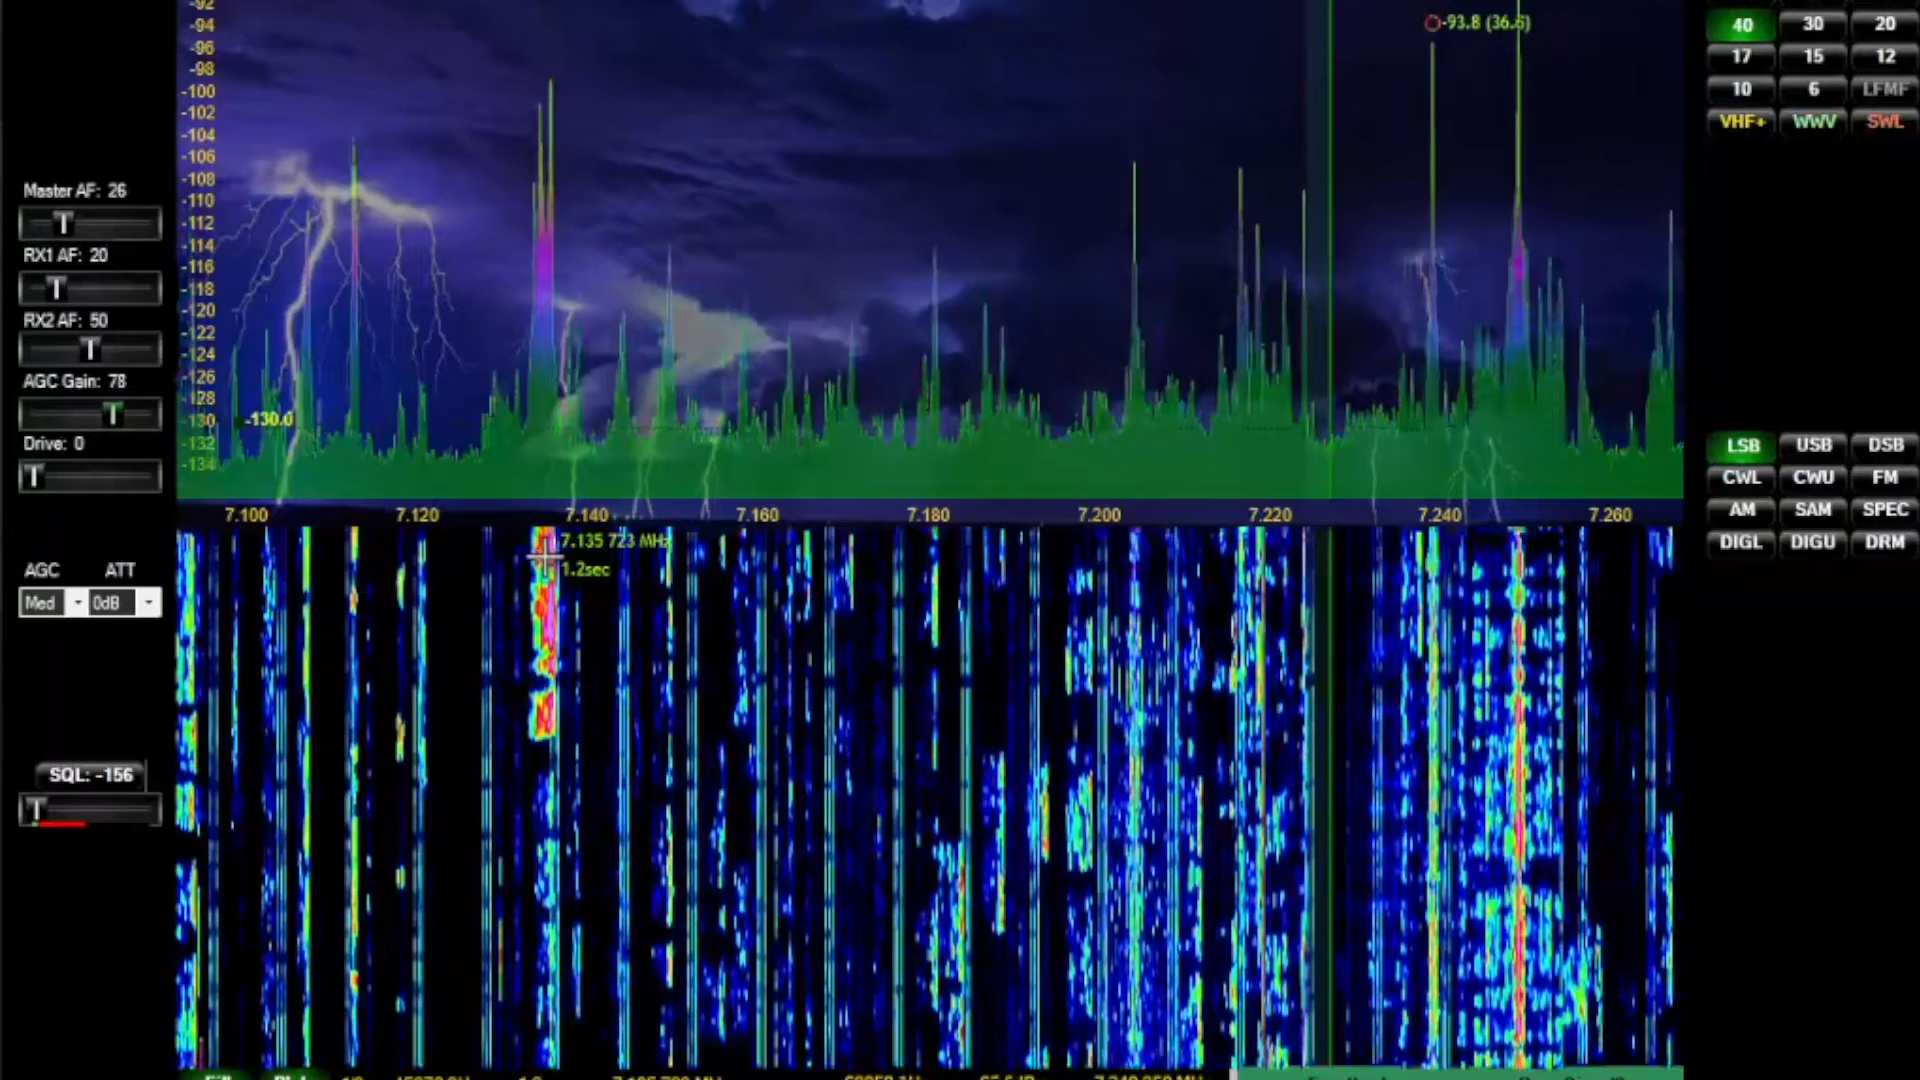 -92
-94
-96
-98
-100
-102
-104
-106
-108
-110
-112
-114
-116
-118
-120
-122
-124
-126
-128
-130
-132
-134
-130.0
-93.8 (36.6)
40 30 20
17 15 12
10 6 LFMF
VHF+ WWV SWL
Master AF: 26
RX1 AF: 20
RX2 AF: 50
AGC Gain: 78
Drive: 0
LSB USB DSB
CWL CWU FM
AM SAM SPEC
DIGL DIGU DRM
7.100 7.120 7.140 7.160 7.180 7.200 7.220 7.240 7.260
7.135 723 MHz
1.2sec
AGC ATT
Med 0dB
SQL: -156